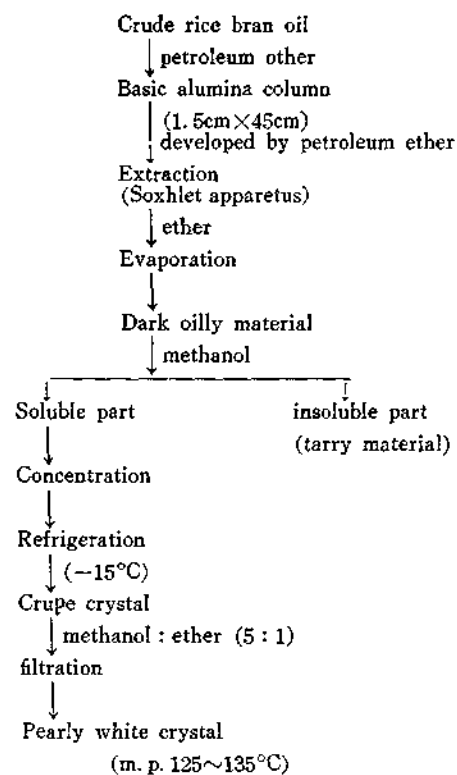 Crude rice bran oil
petroleum other
Basic alumina column
(1.5cm×45cm)
developed by petroleum ether
Extraction
(Soxhlet apparetus)
ether
Evaporation
Dark oilly material
methanol
Soluble part insoluble part
(tarry material)
Concentration
Refrigeration
(−15°C)
Crupe crystal
methanol : ether (5 : 1)
filtration
Pearly white crystal
(m. p. 125~135°C)